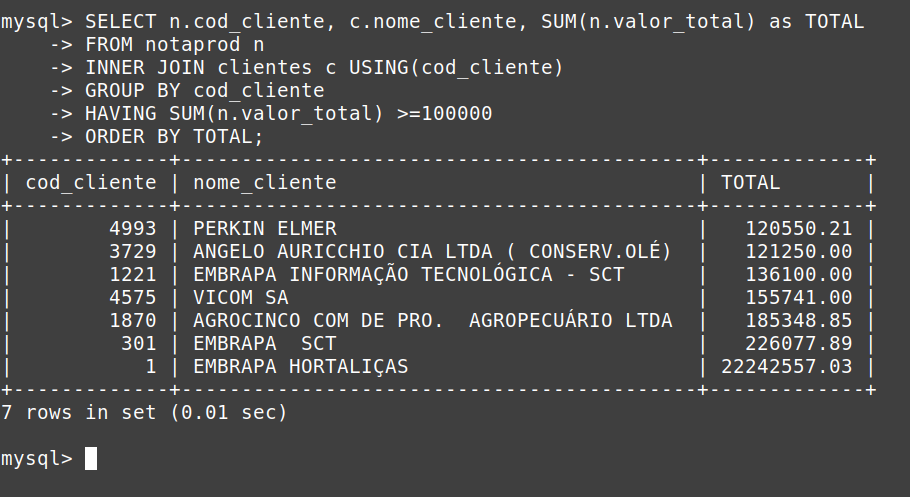 mysql> SELECT n.cod_cliente, c.nome_cliente, SUM(n.valor_total) as TOTAL
    -> FROM notaprod n
    -> INNER JOIN clientes c USING(cod_cliente)
    -> GROUP BY cod_cliente
    -> HAVING SUM(n.valor_total) >=100000
    -> ORDER BY TOTAL;
+-------------+-------------------------------------------+-------------+
| cod_cliente | nome_cliente                              | TOTAL       |
+-------------+-------------------------------------------+-------------+
|        4993 | PERKIN ELMER                              |   120550.21 |
|        3729 | ANGELO AURICCHIO CIA LTDA ( CONSERV.OLÉ)  |   121250.00 |
|        1221 | EMBRAPA INFORMAÇÃO TECNOLÓGICA - SCT      |   136100.00 |
|        4575 | VICOM SA                                  |   155741.00 |
|        1870 | AGROCINCO COM DE PRO.  AGROPECUÁRIO LTDA  |   185348.85 |
|         301 | EMBRAPA  SCT                              |   226077.89 |
|           1 | EMBRAPA HORTALIÇAS                        | 22242557.03 |
+-------------+-------------------------------------------+-------------+
7 rows in set (0.01 sec)
mysql>